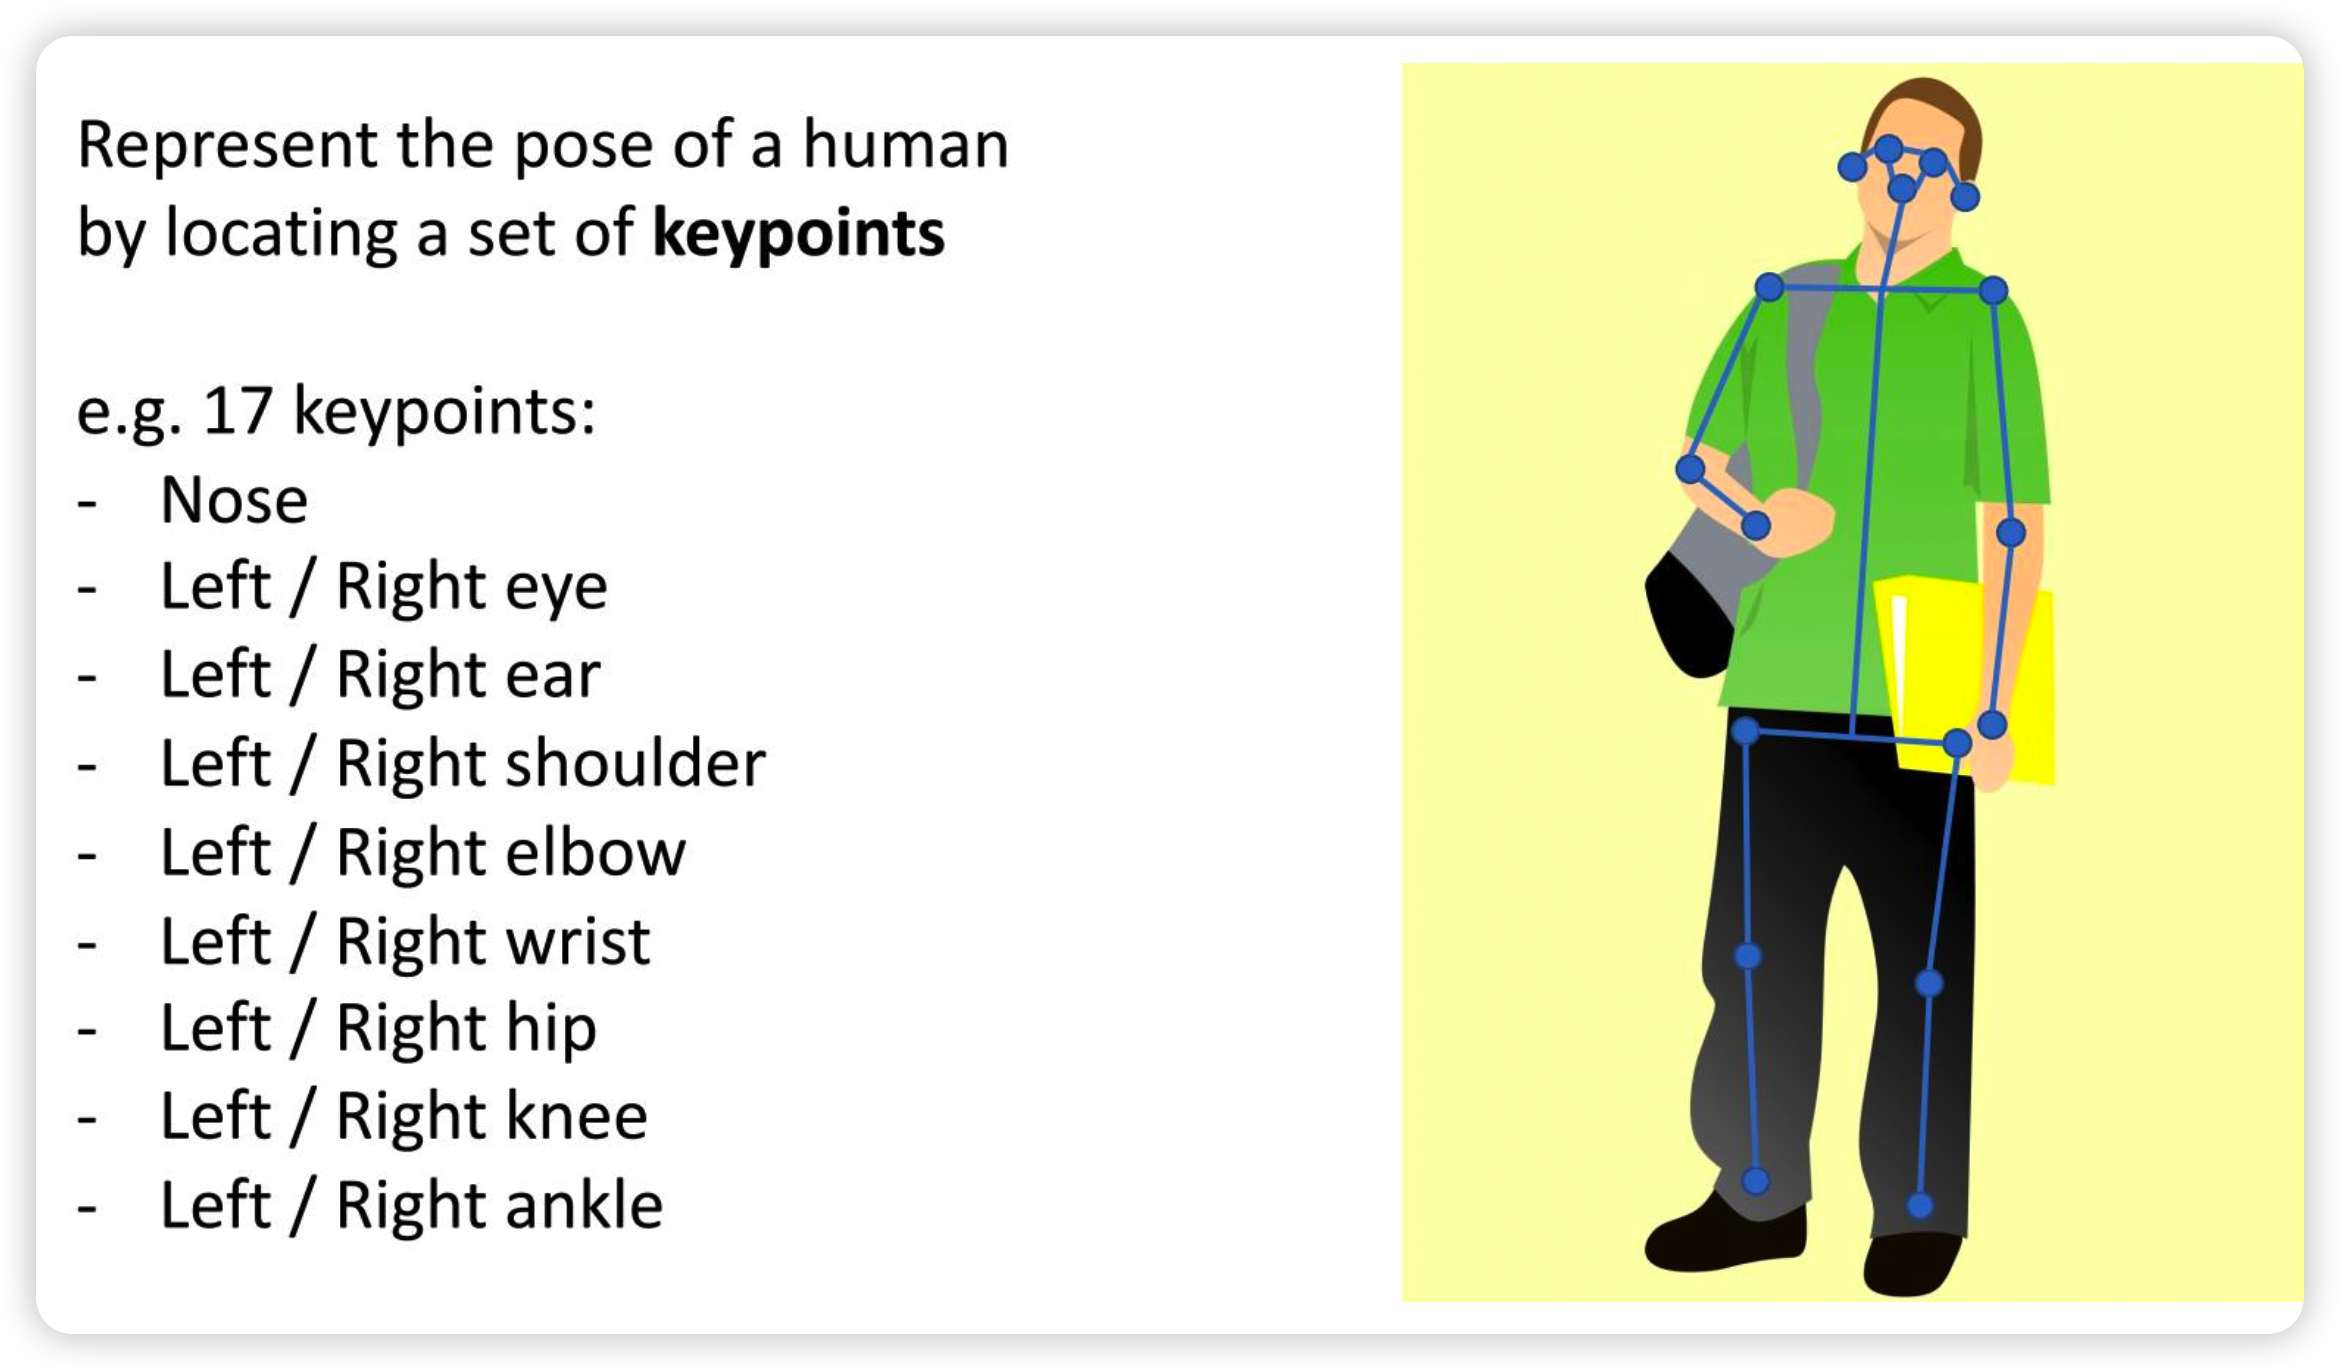 Represent the pose of a human
by locating a set of keypoints
e.g. 17 keypoints:
- Nose
- Left / Right eye
- Left / Right ear
- Left / Right shoulder
- Left / Right elbow
- Left / Right wrist
- Left / Right hip
- Left / Right knee
- Left / Right ankle